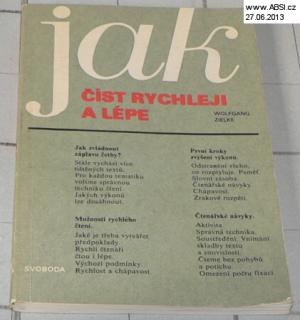 www.ABSI.cz
27.06.2013
jak
ČÍST RYCHLEJI
A LÉPE
WOLFGANG
ZIELKE
Jak zvládnout
záplavu četby?
Stále vychází více
tištěných textů.
Pro každou tematiku
volíme správnou
techniku čtení.
Jakých výkonů
lze dosáhnout.
Možnosti rychlého
čtení.
Jaké je třeba vytvářet
předpoklady.
Rychlí čtenáři
čtou i lépe.
Výchozí podmínky.
Rychlost a chápavost
První kroky
zvýšení výkonu.
Odstranění všeho,
co rozptyluje. Paměť.
Slovní zásoba.
Čtenářské návyky.
Chápavost.
Zrakové rozpětí.
Čtenářské návyky.
Aktivita.
Správná technika.
Soustředění. Vnímání
skladby textu
a souvislostí.
Čteme bez pohybů
a potichu.
Omezení počtu fixací
SVOBODA